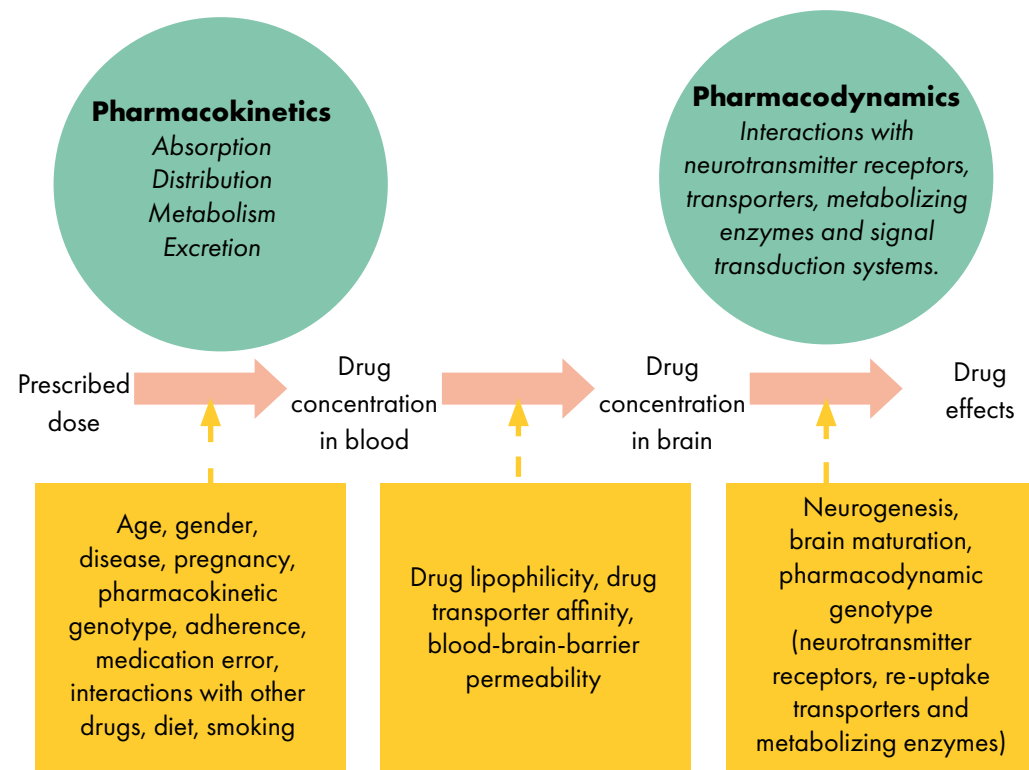 Pharmacokinetics
Absorption
Distribution
Metabolism
Excretion
Pharmacodynamics
Interactions with
neurotransmitter receptors,
transporters, metabolizing
enzymes and signal
transduction systems.
Prescribed
dose
Drug
concentration
in blood
Drug
concentration
in brain
Drug
effects
Age, gender,
disease, pregnancy,
pharmacokinetic
genotype, adherence,
medication error,
interactions with other
drugs, diet, smoking
Drug lipophilicity, drug
transporter affinity,
blood-brain-barrier
permeability
Neurogenesis,
brain maturation,
pharmacodynamic
genotype
(neurotransmitter
receptors, re-uptake
transporters and
metabolizing enzymes)